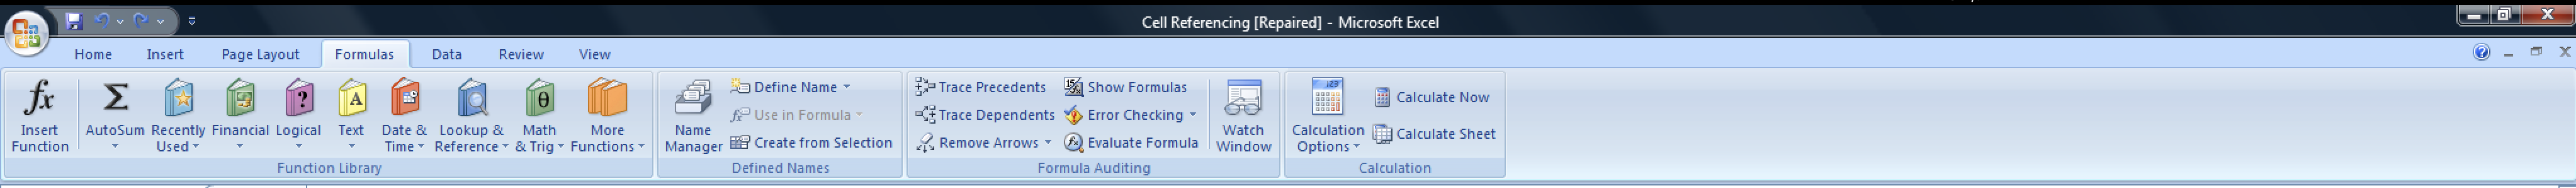 Cell Referencing [Repaired] - Microsoft Excel
Home Insert Page Layout Formulas Data Review View
Insert Function
AutoSum
Recently Used
Financial
Logical
Text
Date & Time
Lookup & Reference
Math & Trig
More Functions
Function Library
Name Manager
Define Name
Use in Formula
Create from Selection
Defined Names
Trace Precedents
Trace Dependents
Remove Arrows
Show Formulas
Error Checking
Evaluate Formula
Watch Window
Formula Auditing
Calculation Options
Calculate Now
Calculate Sheet
Calculation